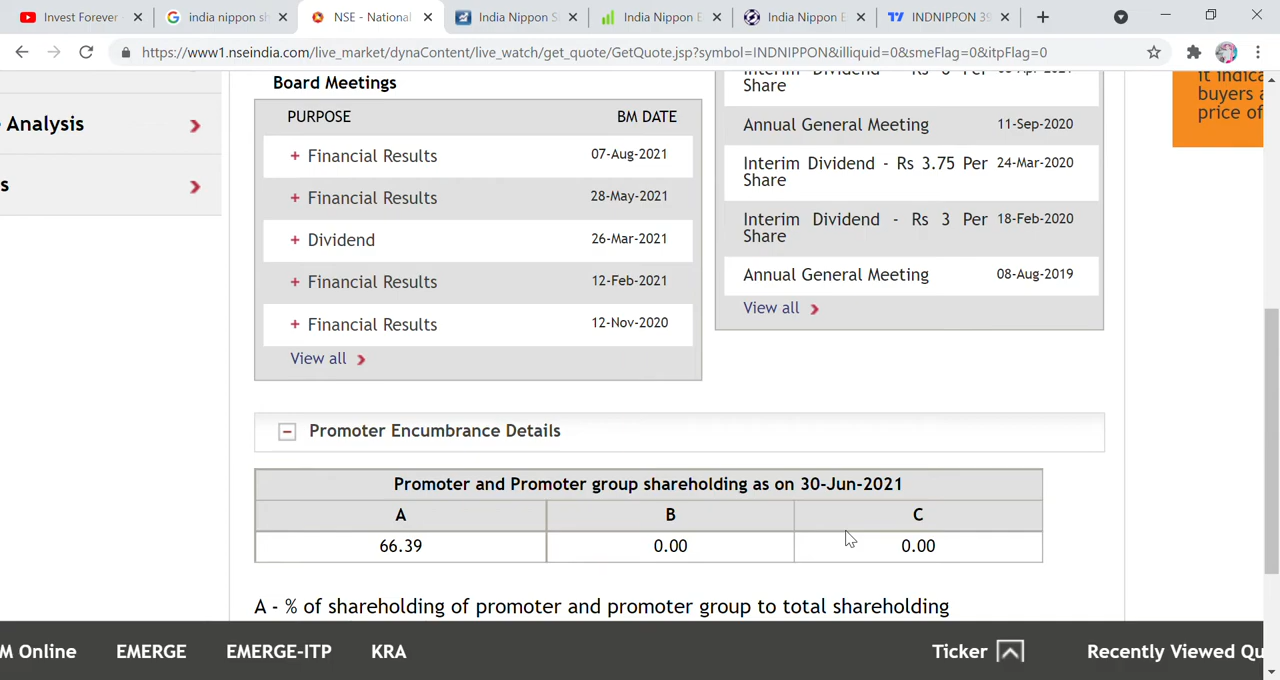 Invest Forever
india nippon sh
NSE - National
India Nippon S
India Nippon E
India Nippon E
INDNIPPON 39
https://www1.nseindia.com/live_market/dynaContent/live_watch/get_quote/GetQuote.jsp?symbol=INDNIPPON&illiquid=0&smeFlag=0&itpFlag=0
Analysis
s
Board Meetings
PURPOSE BM DATE
+ Financial Results 07-Aug-2021
+ Financial Results 28-May-2021
+ Dividend 26-Mar-2021
+ Financial Results 12-Feb-2021
+ Financial Results 12-Nov-2020
View all
Share
Annual General Meeting 11-Sep-2020
Interim Dividend - Rs 3.75 Per 24-Mar-2020
Share
Interim Dividend - Rs 3 Per 18-Feb-2020
Share
Annual General Meeting 08-Aug-2019
View all
It indica
buyers a
price of
Promoter Encumbrance Details
Promoter and Promoter group shareholding as on 30-Jun-2021
A B C
66.39 0.00 0.00
A - % of shareholding of promoter and promoter group to total shareholding
M Online EMERGE EMERGE-ITP KRA Ticker Recently Viewed Qu